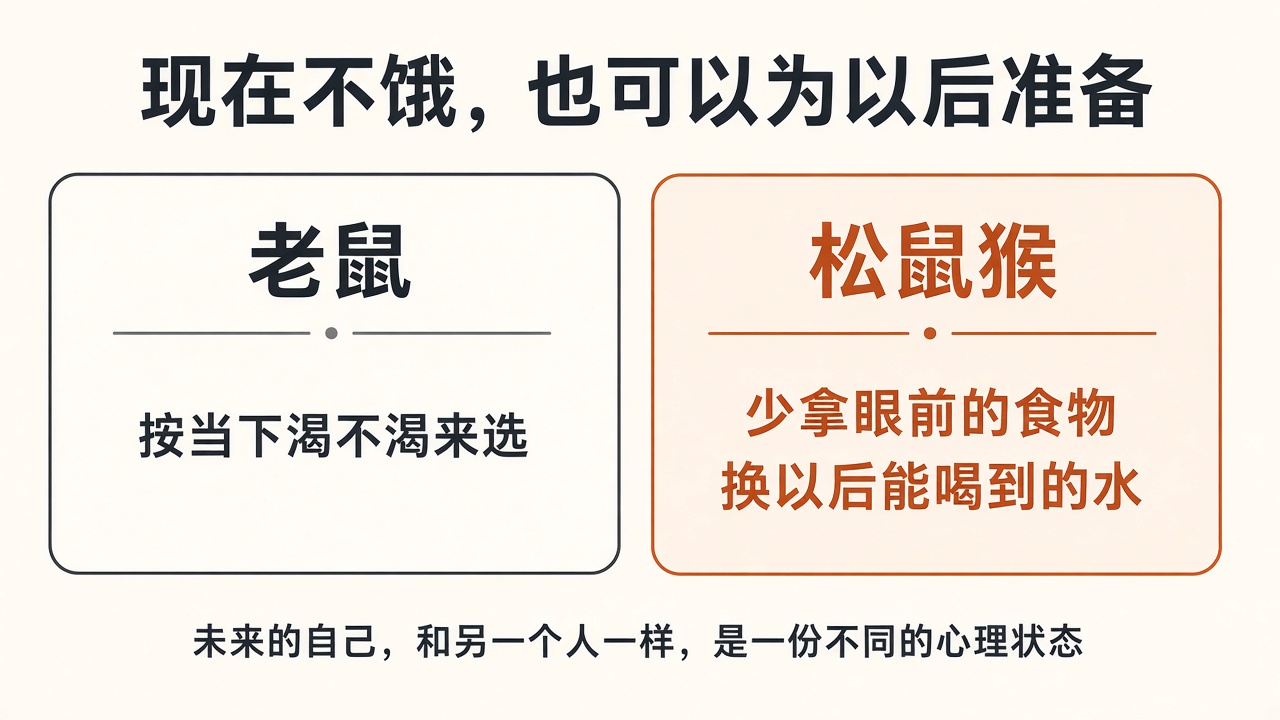 现在不饿，也可以为以后准备
老鼠
按当下渴不渴来选
松鼠猴
少拿眼前的食物
换以后能喝到的水
未来的自己，和另一个人一样，是一份不同的心理状态